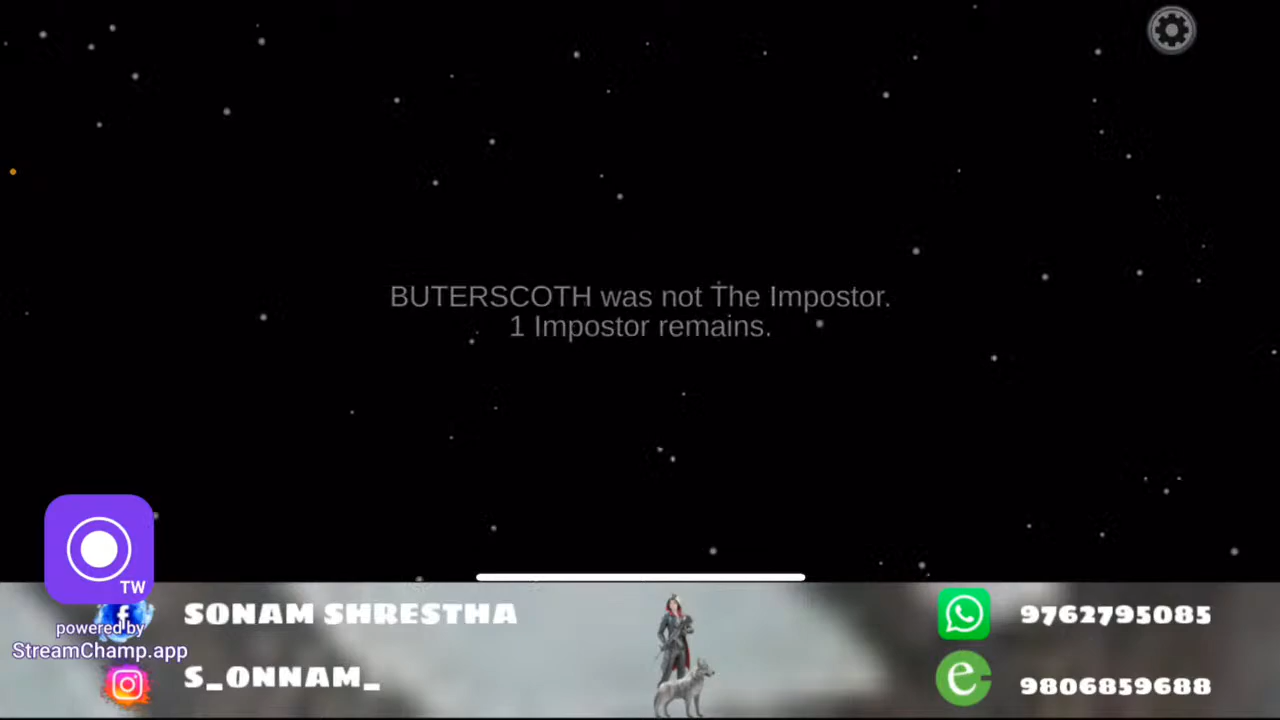 BUTERSCOTH was not The Impostor.
1 Impostor remains.
TW
powered by
StreamChamp.app
f
SONAM SHRESTHA
S_ONNAM_
9762795085
e
9806859688